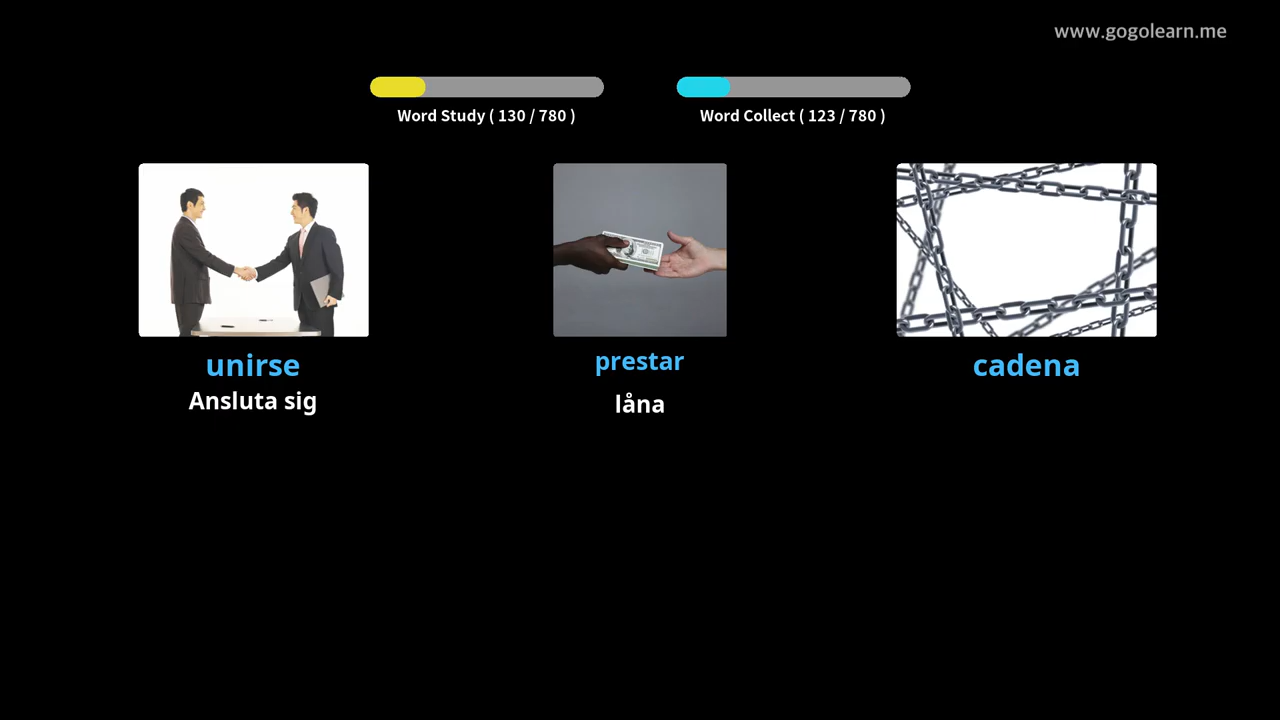 www.gogolearn.me
Word Study ( 130 / 780 )
Word Collect ( 123 / 780 )
unirse
Ansluta sig
prestar
låna
cadena